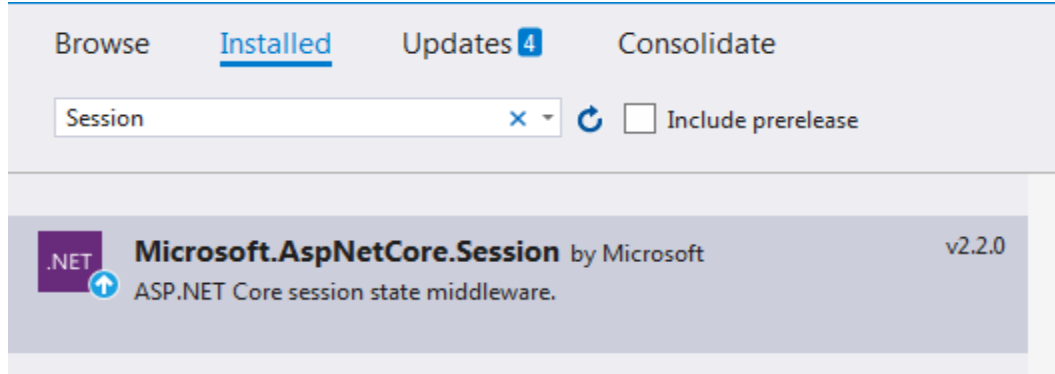 Browse Installed Updates 4 Consolidate
Session Include prerelease
.NET Microsoft.AspNetCore.Session by Microsoft v2.2.0
ASP.NET Core session state middleware.